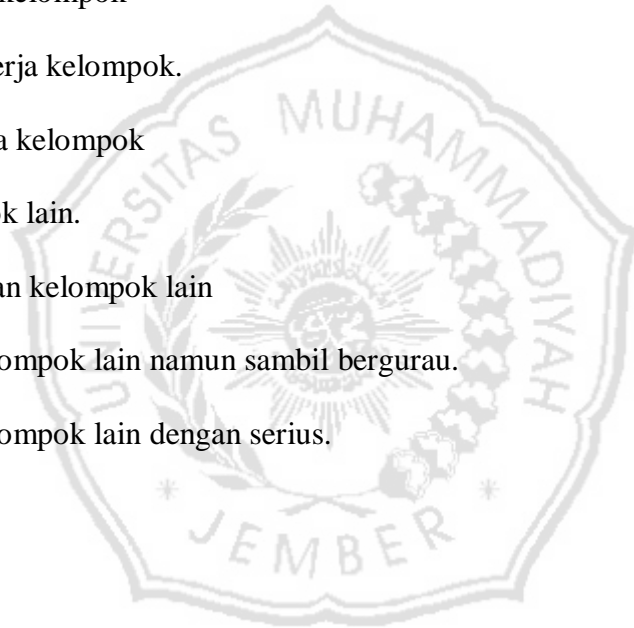 kelompok
erja kelompok.
a kelompok
ok lain.
an kelompok lain
ompok lain namun sambil bergurau.
ompok lain dengan serius.
UNIVERSITAS MUHAMMADIYAH
JEMBER